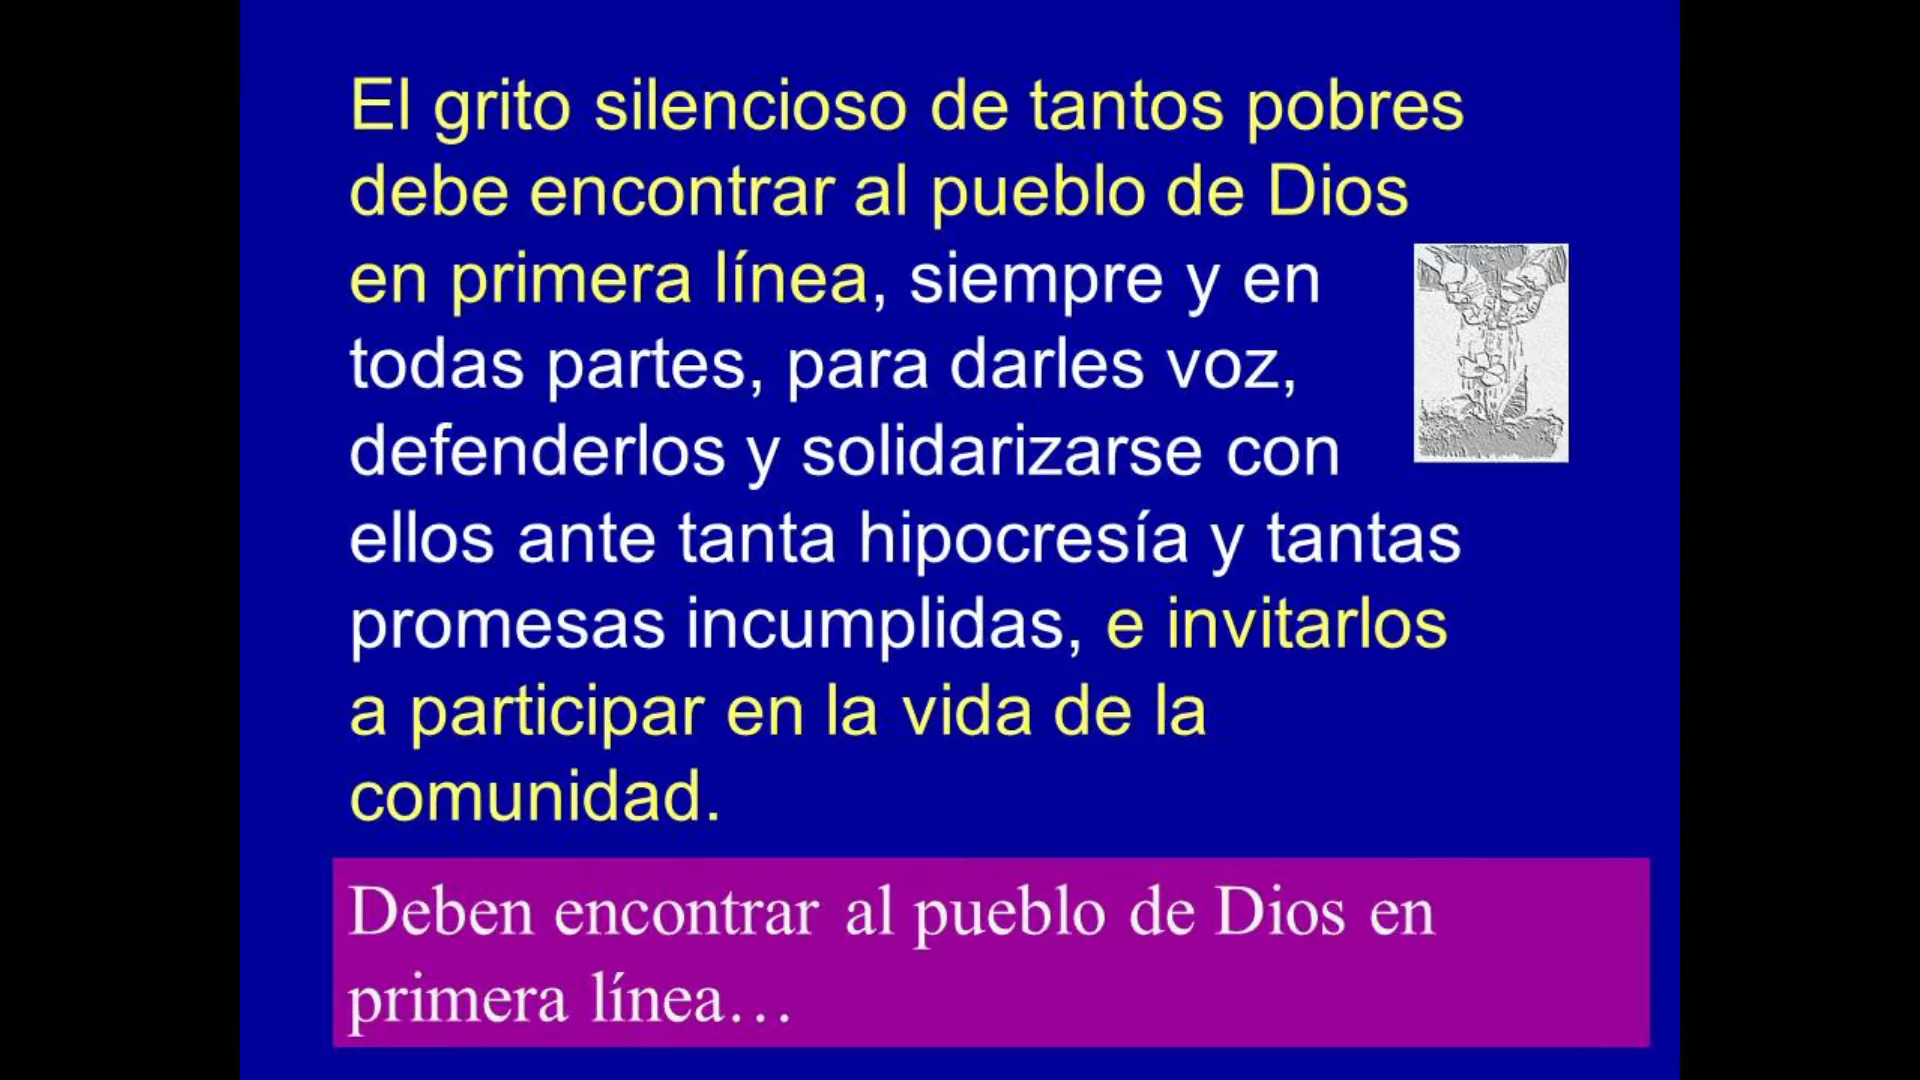 El grito silencioso de tantos pobres
debe encontrar al pueblo de Dios
en primera línea, siempre y en
todas partes, para darles voz,
defenderlos y solidarizarse con
ellos ante tanta hipocresía y tantas
promesas incumplidas, e invitarlos
a participar en la vida de la
comunidad.
Deben encontrar al pueblo de Dios en
primera línea…